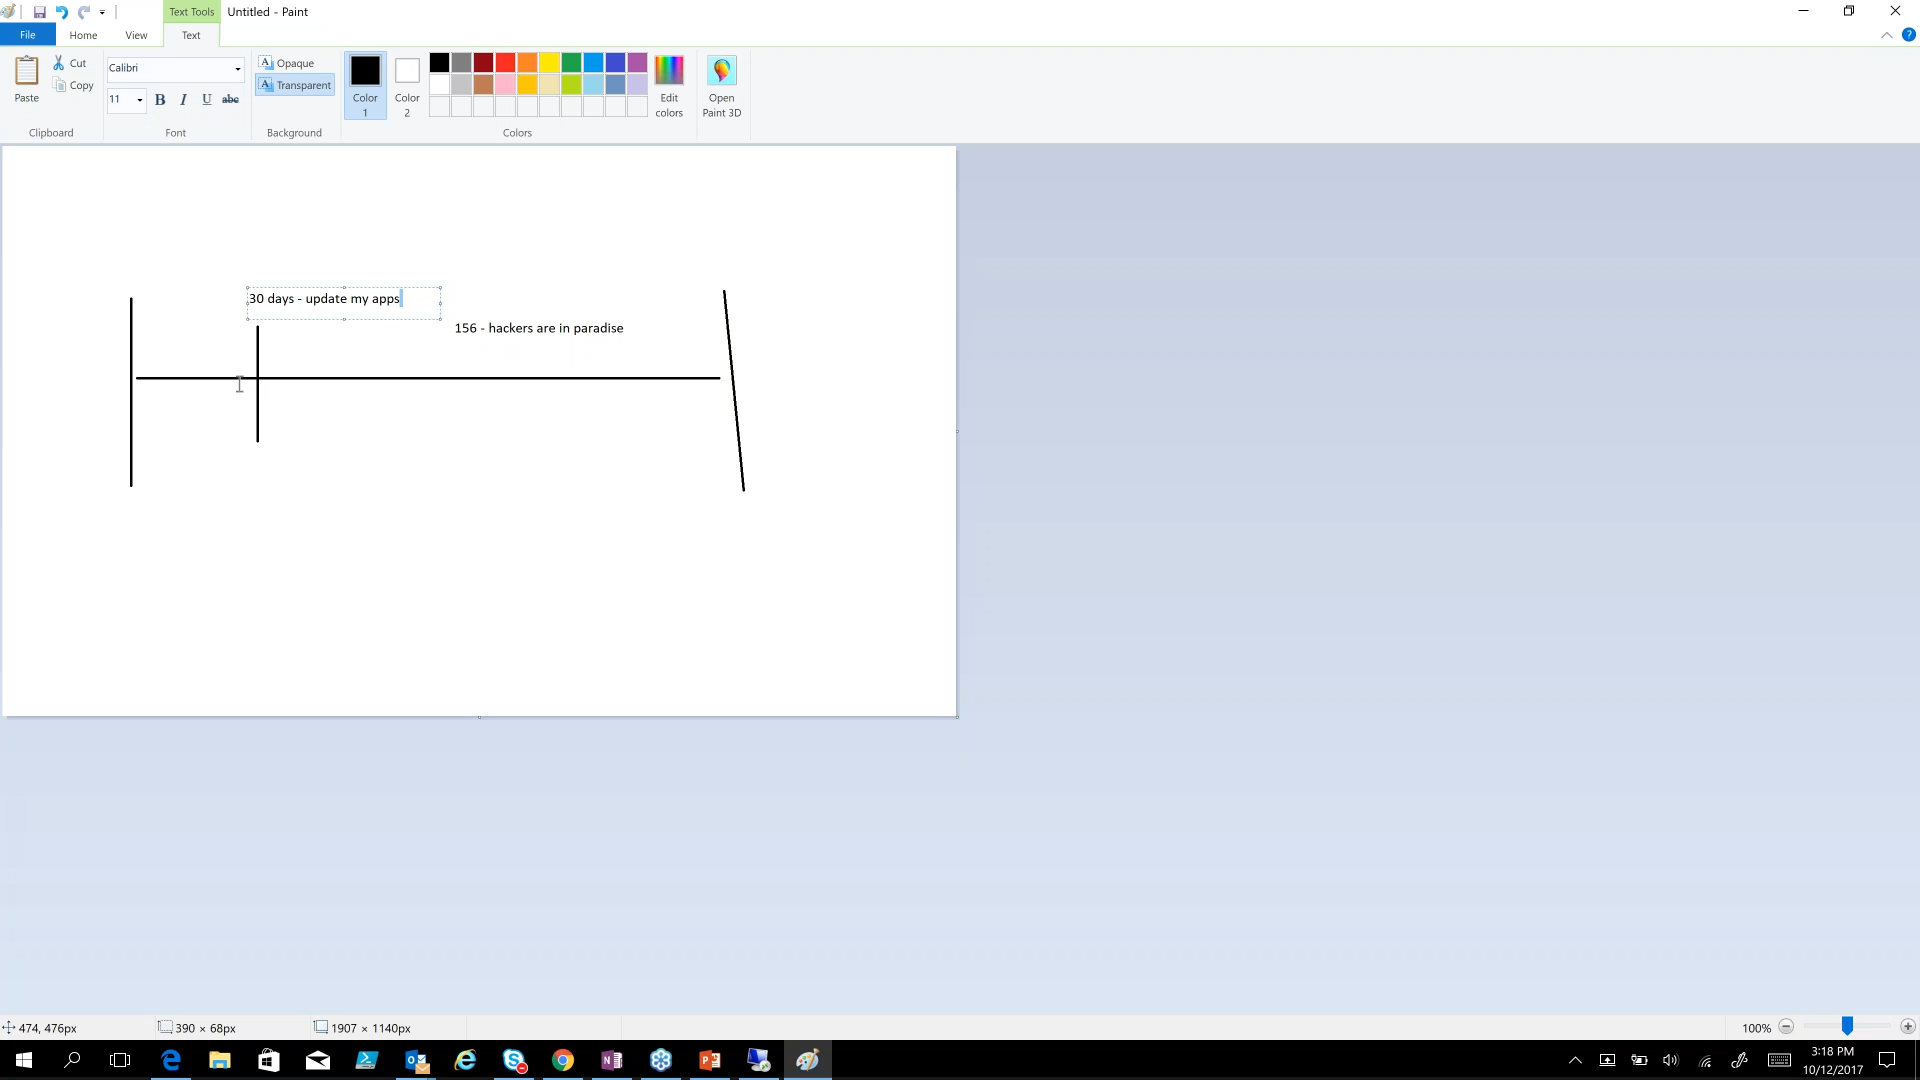 Text Tools
Untitled - Paint
File
Home
View
Text
Paste
Cut
Copy
Clipboard
Calibri
11
B
I
U
abc
Font
A
Opaque
A
Transparent
Background
Color
1
Color
2
Colors
Edit
colors
Open
Paint 3D
?
30 days - update my apps
156 - hackers are in paradise
474, 476px
390 × 68px
1907 × 1140px
100%
3:18 PM
10/12/2017